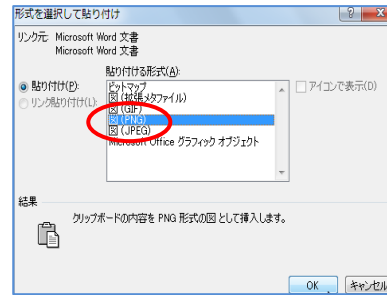 形式を選択して貼り付け
リンク元 Microsoft Word 文書
Microsoft Word 文書
貼り付ける形式(A):
貼り付け(P):
リンク貼り付け(L):
ビットマップ
図 (拡張メタファイル)
図 (GIF)
図 (PNG)
図 (JPEG)
Microsoft Office グラフィック オブジェクト
アイコンで表示(D)
結果
クリップボードの内容を PNG 形式の図 として挿入します。
OK
キャンセル